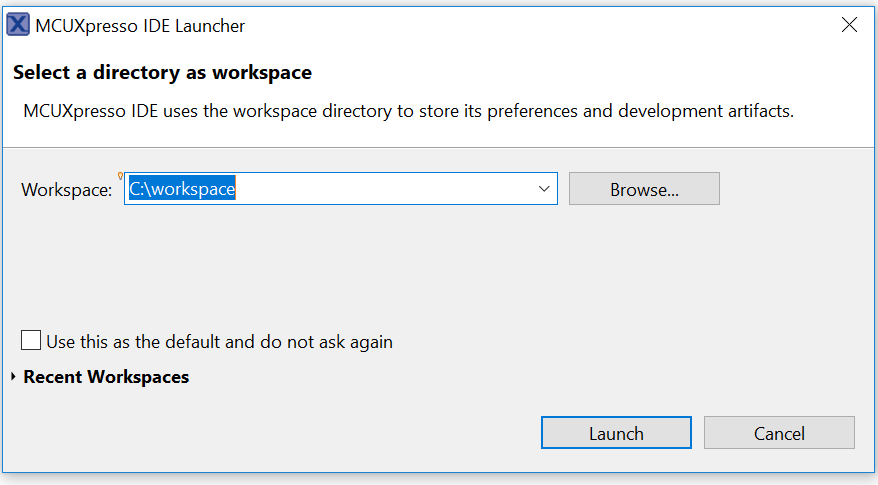 MCUXpresso IDE Launcher
Select a directory as workspace
MCUXpresso IDE uses the workspace directory to store its preferences and development artifacts.
Workspace: C:\workspace Browse...
Use this as the default and do not ask again
Recent Workspaces
Launch Cancel